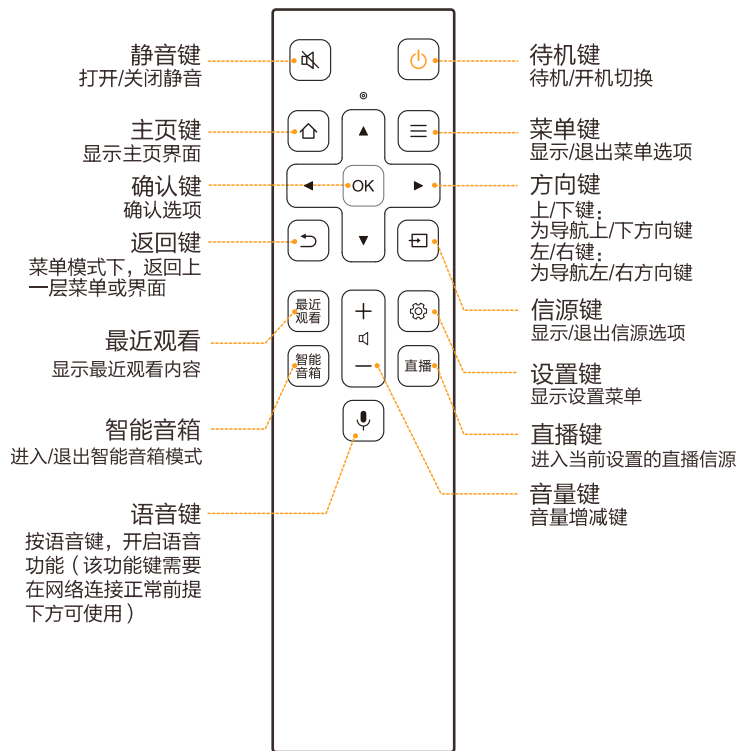 静音键
打开/关闭静音
主页键
显示主页界面
确认键
确认选项
返回键
菜单模式下，返回上
一层菜单或界面
最近观看
显示最近观看内容
智能音箱
进入/退出智能音箱模式
语音键
按语音键，开启语音
功能（该功能键需要
在网络连接正常前提
下方可使用）
OK
最近
观看
智能
音箱
直播
待机键
待机/开机切换
菜单键
显示/退出菜单选项
方向键
上/下键：
为导航上/下方向键
左/右键：
为导航左/右方向键
信源键
显示/退出信源选项
设置键
显示设置菜单
直播键
进入当前设置的直播信源
音量键
音量增减键